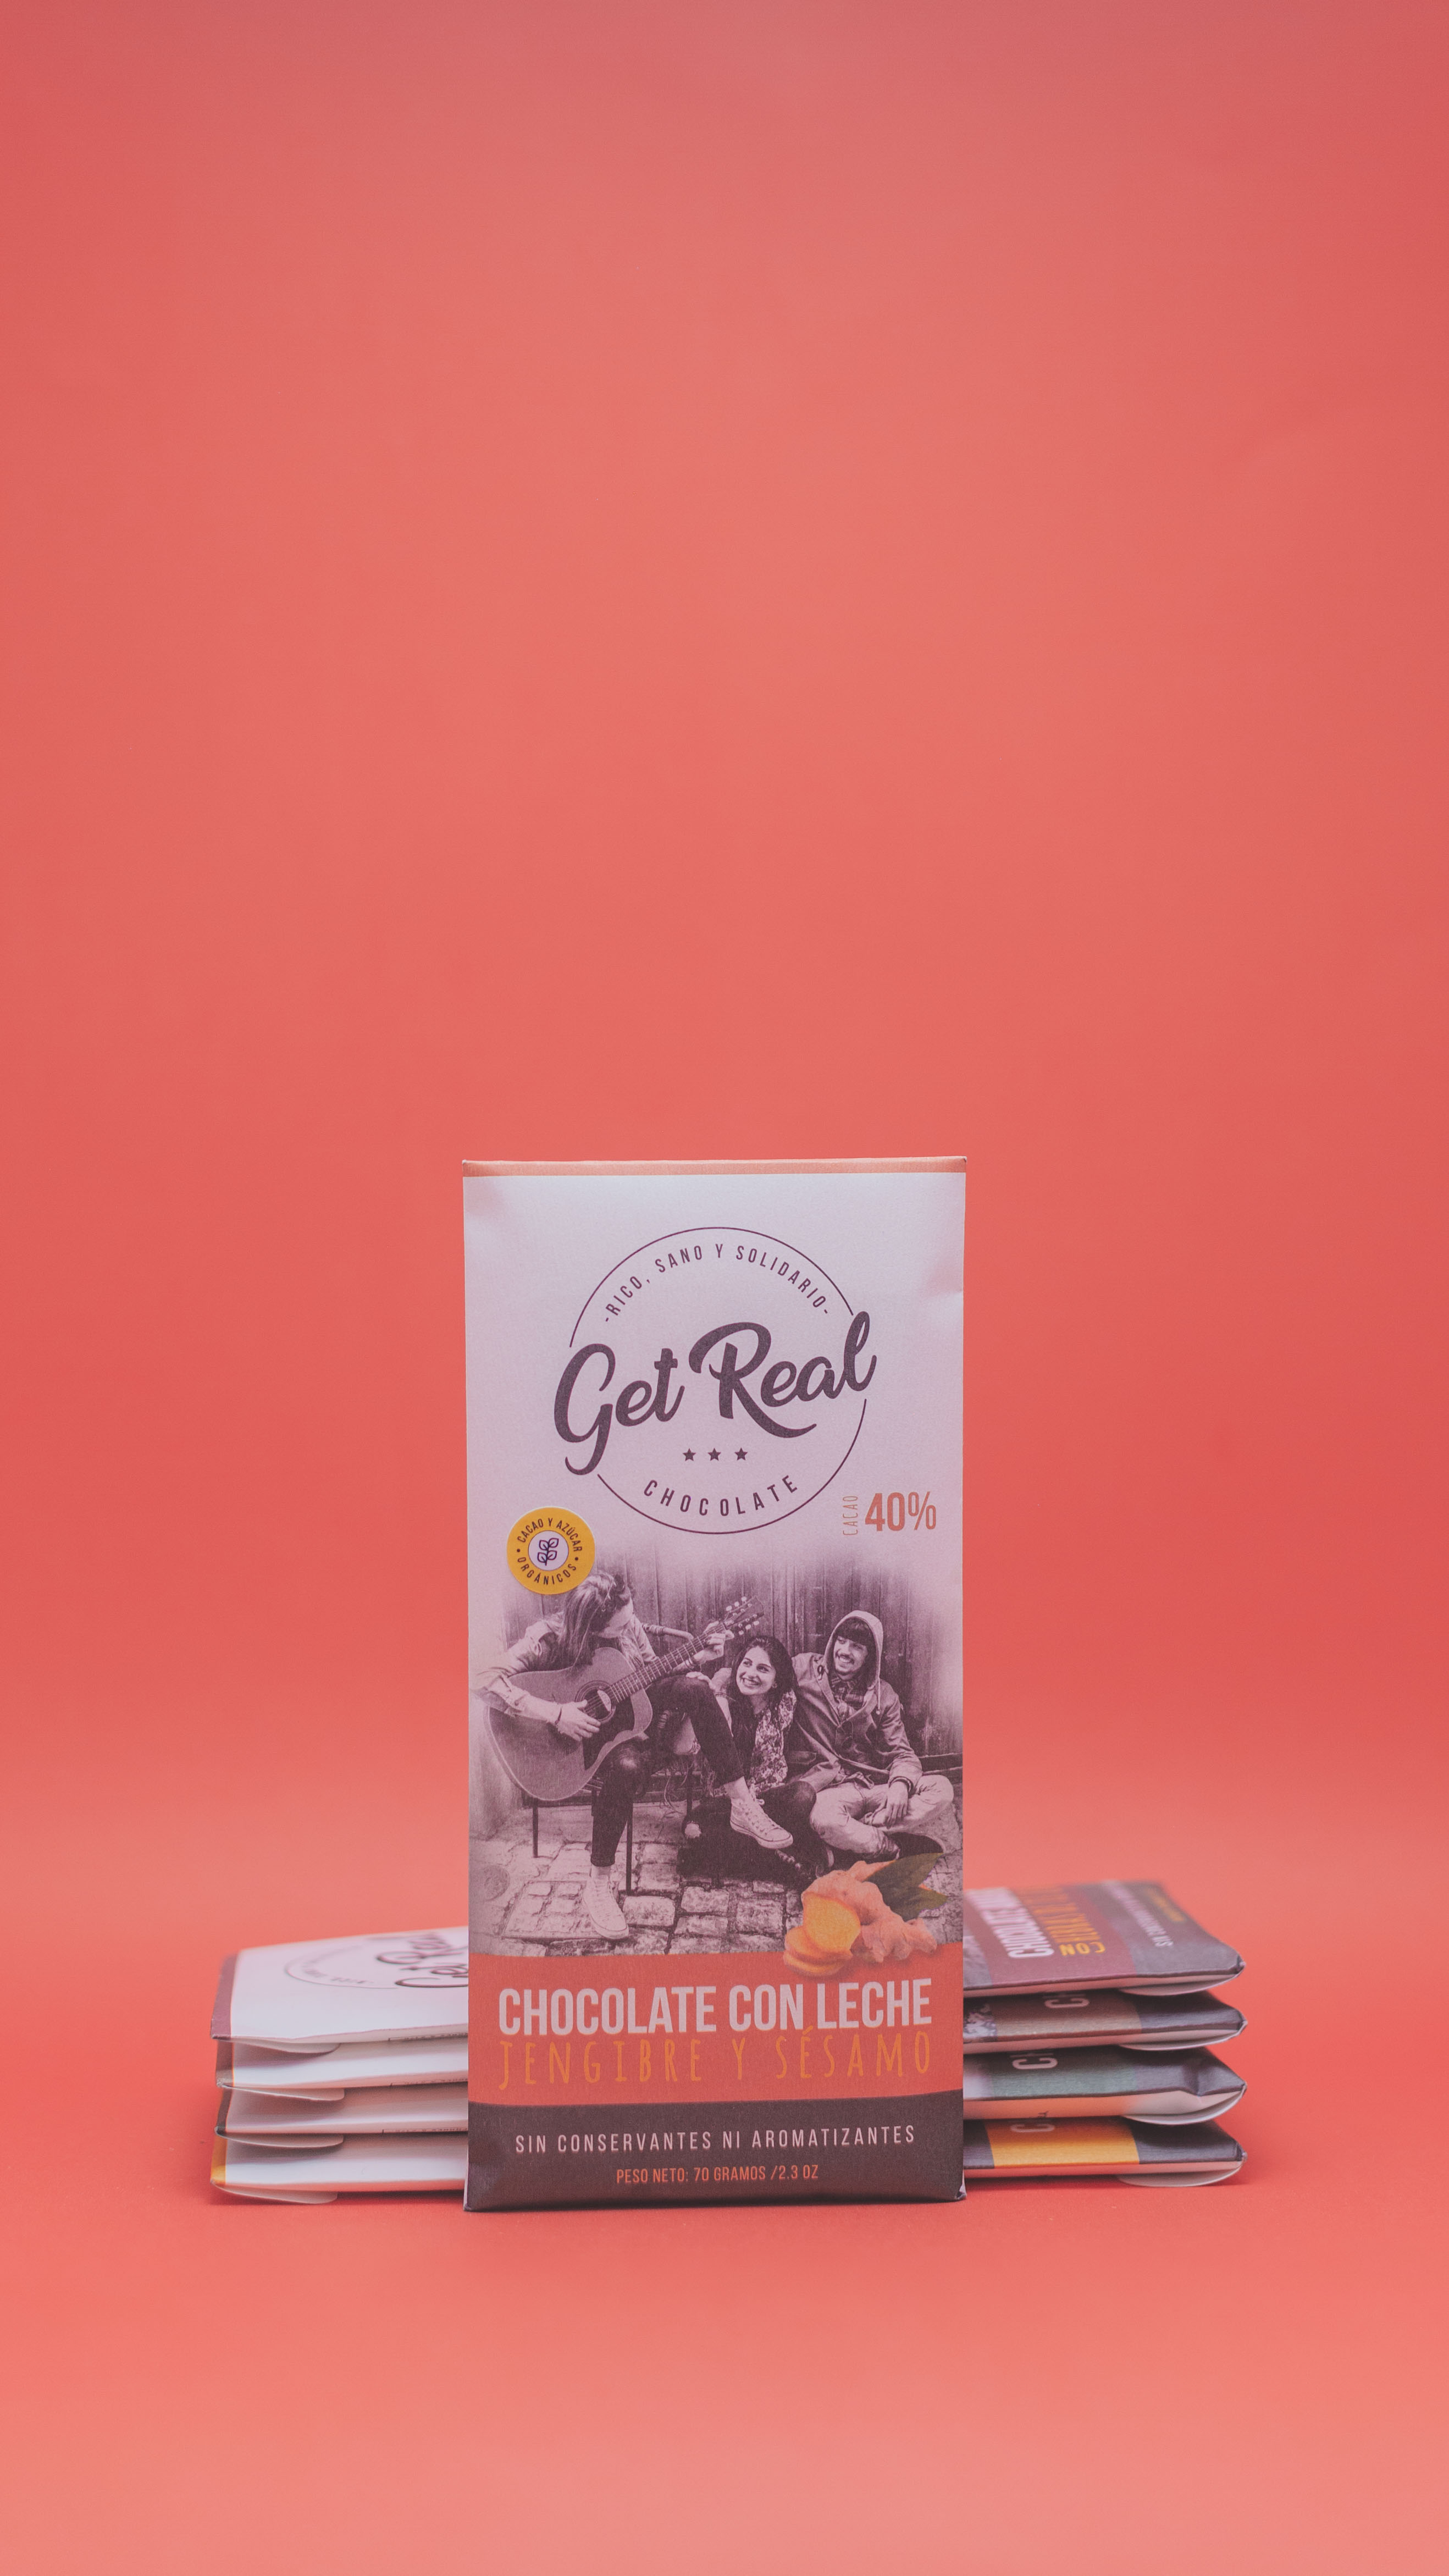 -RICO, SANO Y SOLIDARIO-
Get Real
CHOCOLATE
CACAO 40%
CACAO Y AZÚCAR
ORGÁNICOS
CHOCOLATE CON LECHE
JENGIBRE Y SÉSAMO
SIN CONSERVANTES NI AROMATIZANTES
PESO NETO: 70 GRAMOS /2.3 OZ
CON